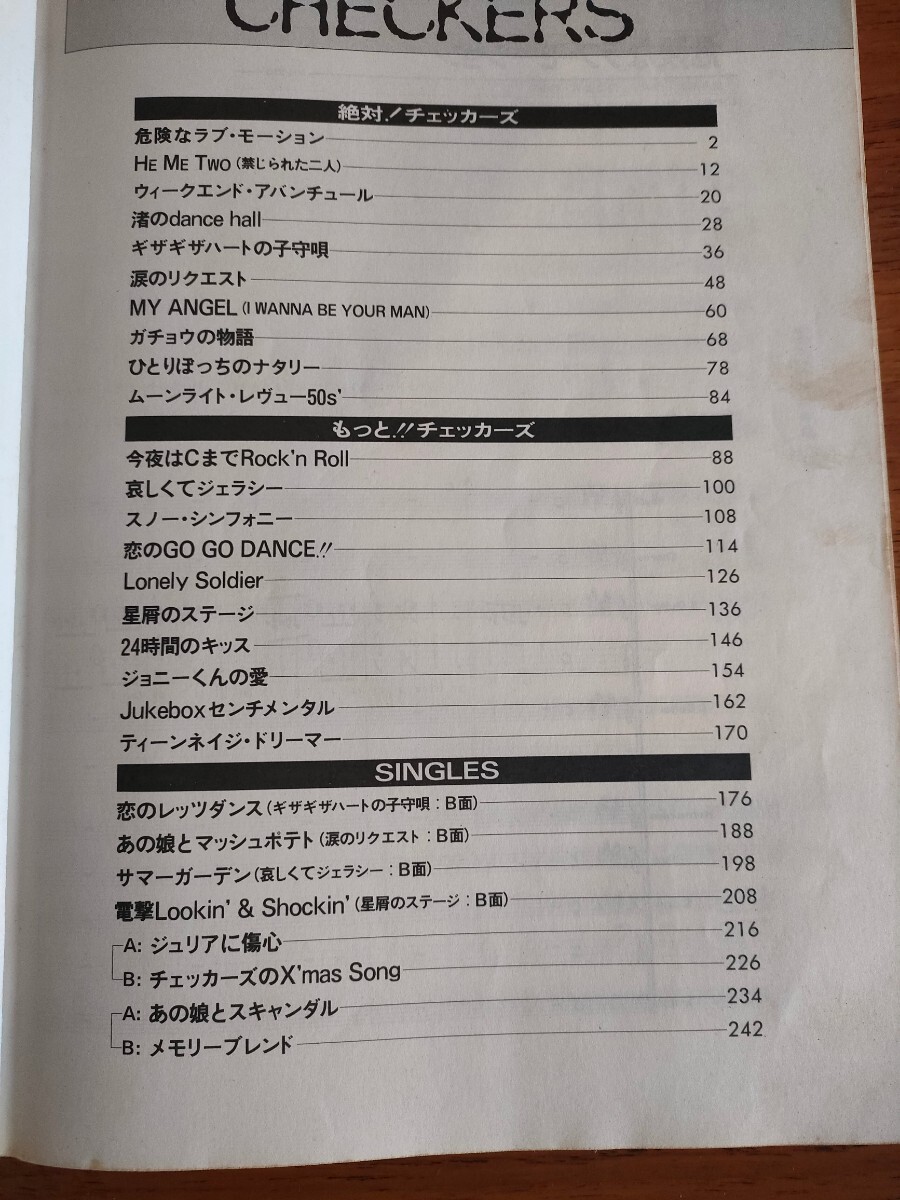 CHECKERS
絶対!チェッカーズ
危険なラブ・モーション 2
HE ME TWO (禁じられた二人) 12
ウィークエンド・アバンチュール 20
渚のdance hall 28
ギザギザハートの子守唄 36
涙のリクエスト 48
MY ANGEL (I WANNA BE YOUR MAN) 60
ガチョウの物語 68
ひとりぼっちのナタリー 78
ムーンライト・レヴュー50s' 84
もっと!!チェッカーズ
今夜はCまでRock'n Roll 88
哀しくてジェラシー 100
スノー・シンフォニー 108
恋のGO GO DANCE!! 114
Lonely Soldier 126
星屑のステージ 136
24時間のキッス 146
ジョニーくんの愛 154
Jukeboxセンチメンタル 162
ティーンネイジ・ドリーマー 170
SINGLES
恋のレッツダンス(ギザギザハートの子守唄:B面) 176
あの娘とマッシュポテト(涙のリクエスト:B面) 188
サマーガーデン(哀しくてジェラシー:B面) 198
電撃Lookin' & Shockin'(星屑のステージ:B面) 208
A: ジュリアに傷心 216
B: チェッカーズのX'mas Song 226
A: あの娘とスキャンダル 234
B: メモリーブレンド 242